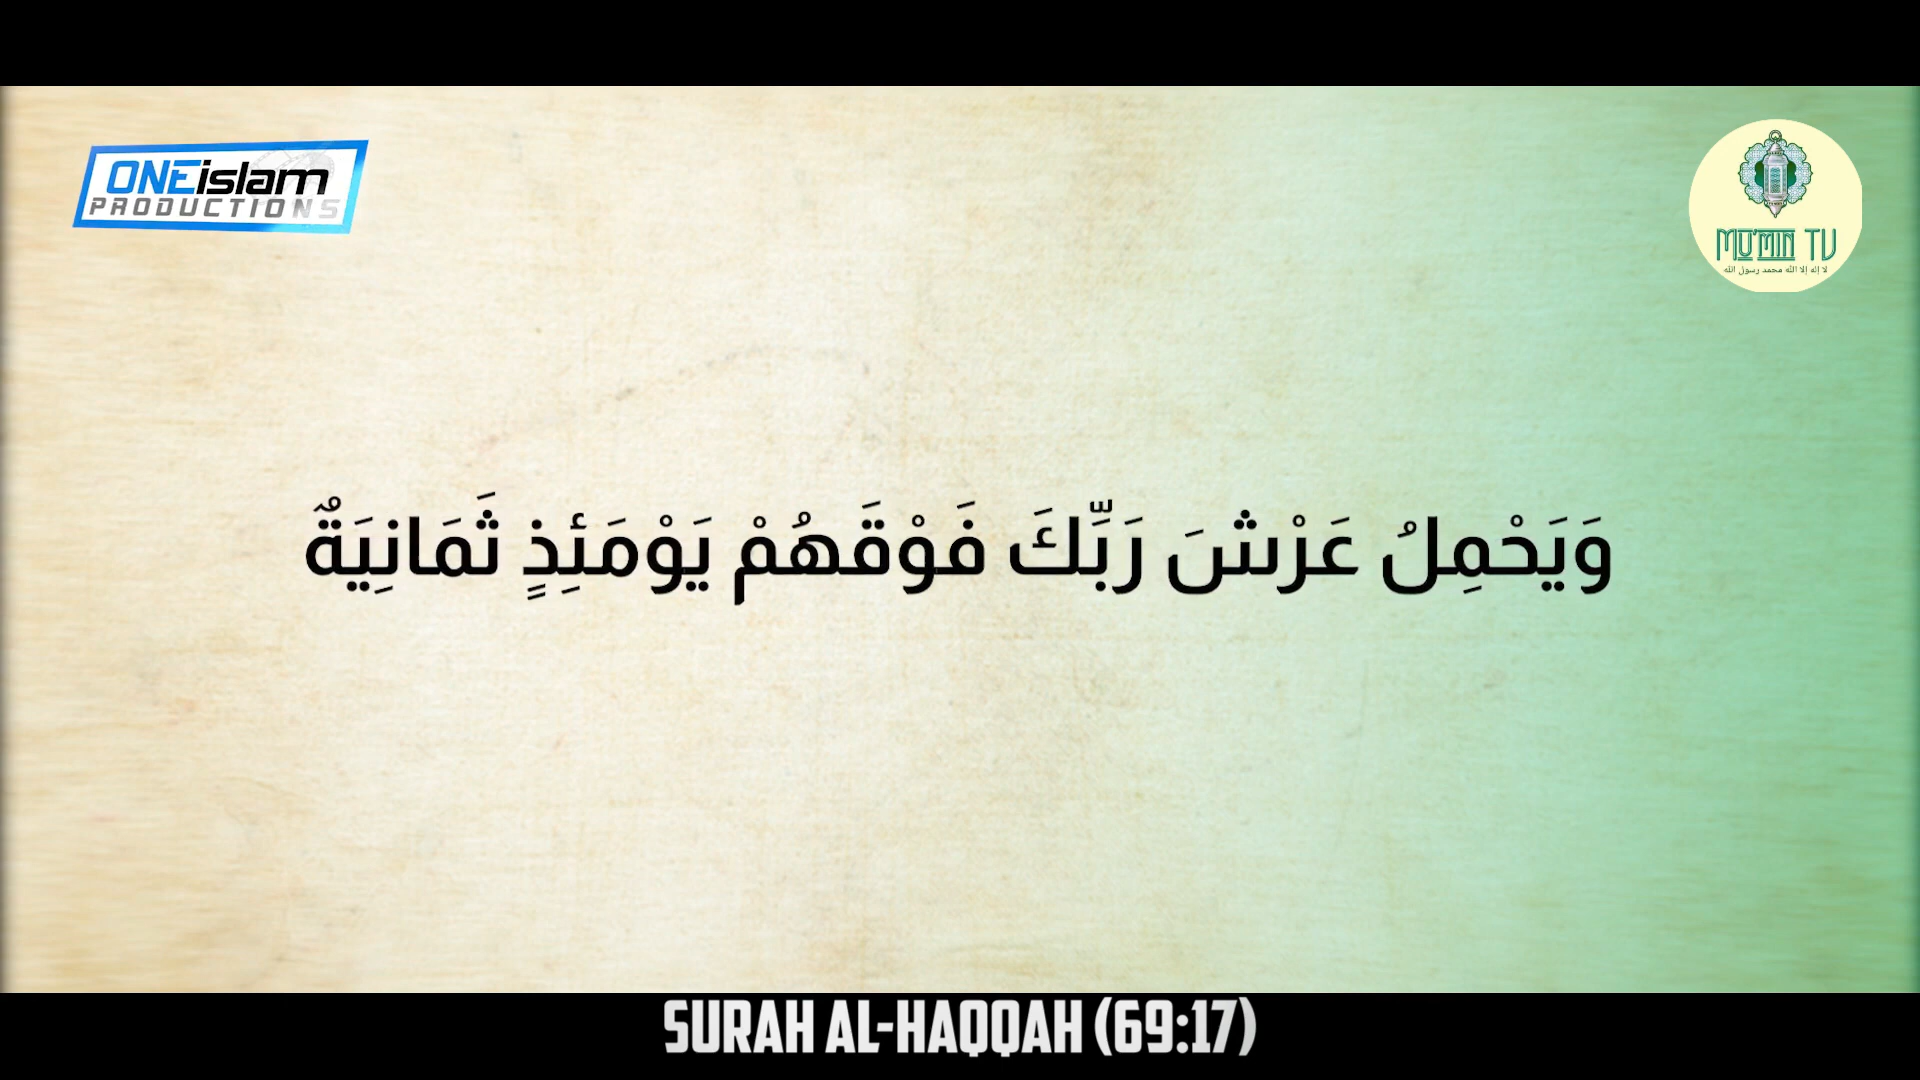 ONEislam
PRODUCTIONS
MU'MIN TV
لا إله إلا الله محمد رسول الله
وَيَحْمِلُ عَرْشَ رَبِّكَ فَوْقَهُمْ يَوْمَئِذٍ ثَمَانِيَةٌ
SURAH AL-HAQQAH (69:17)